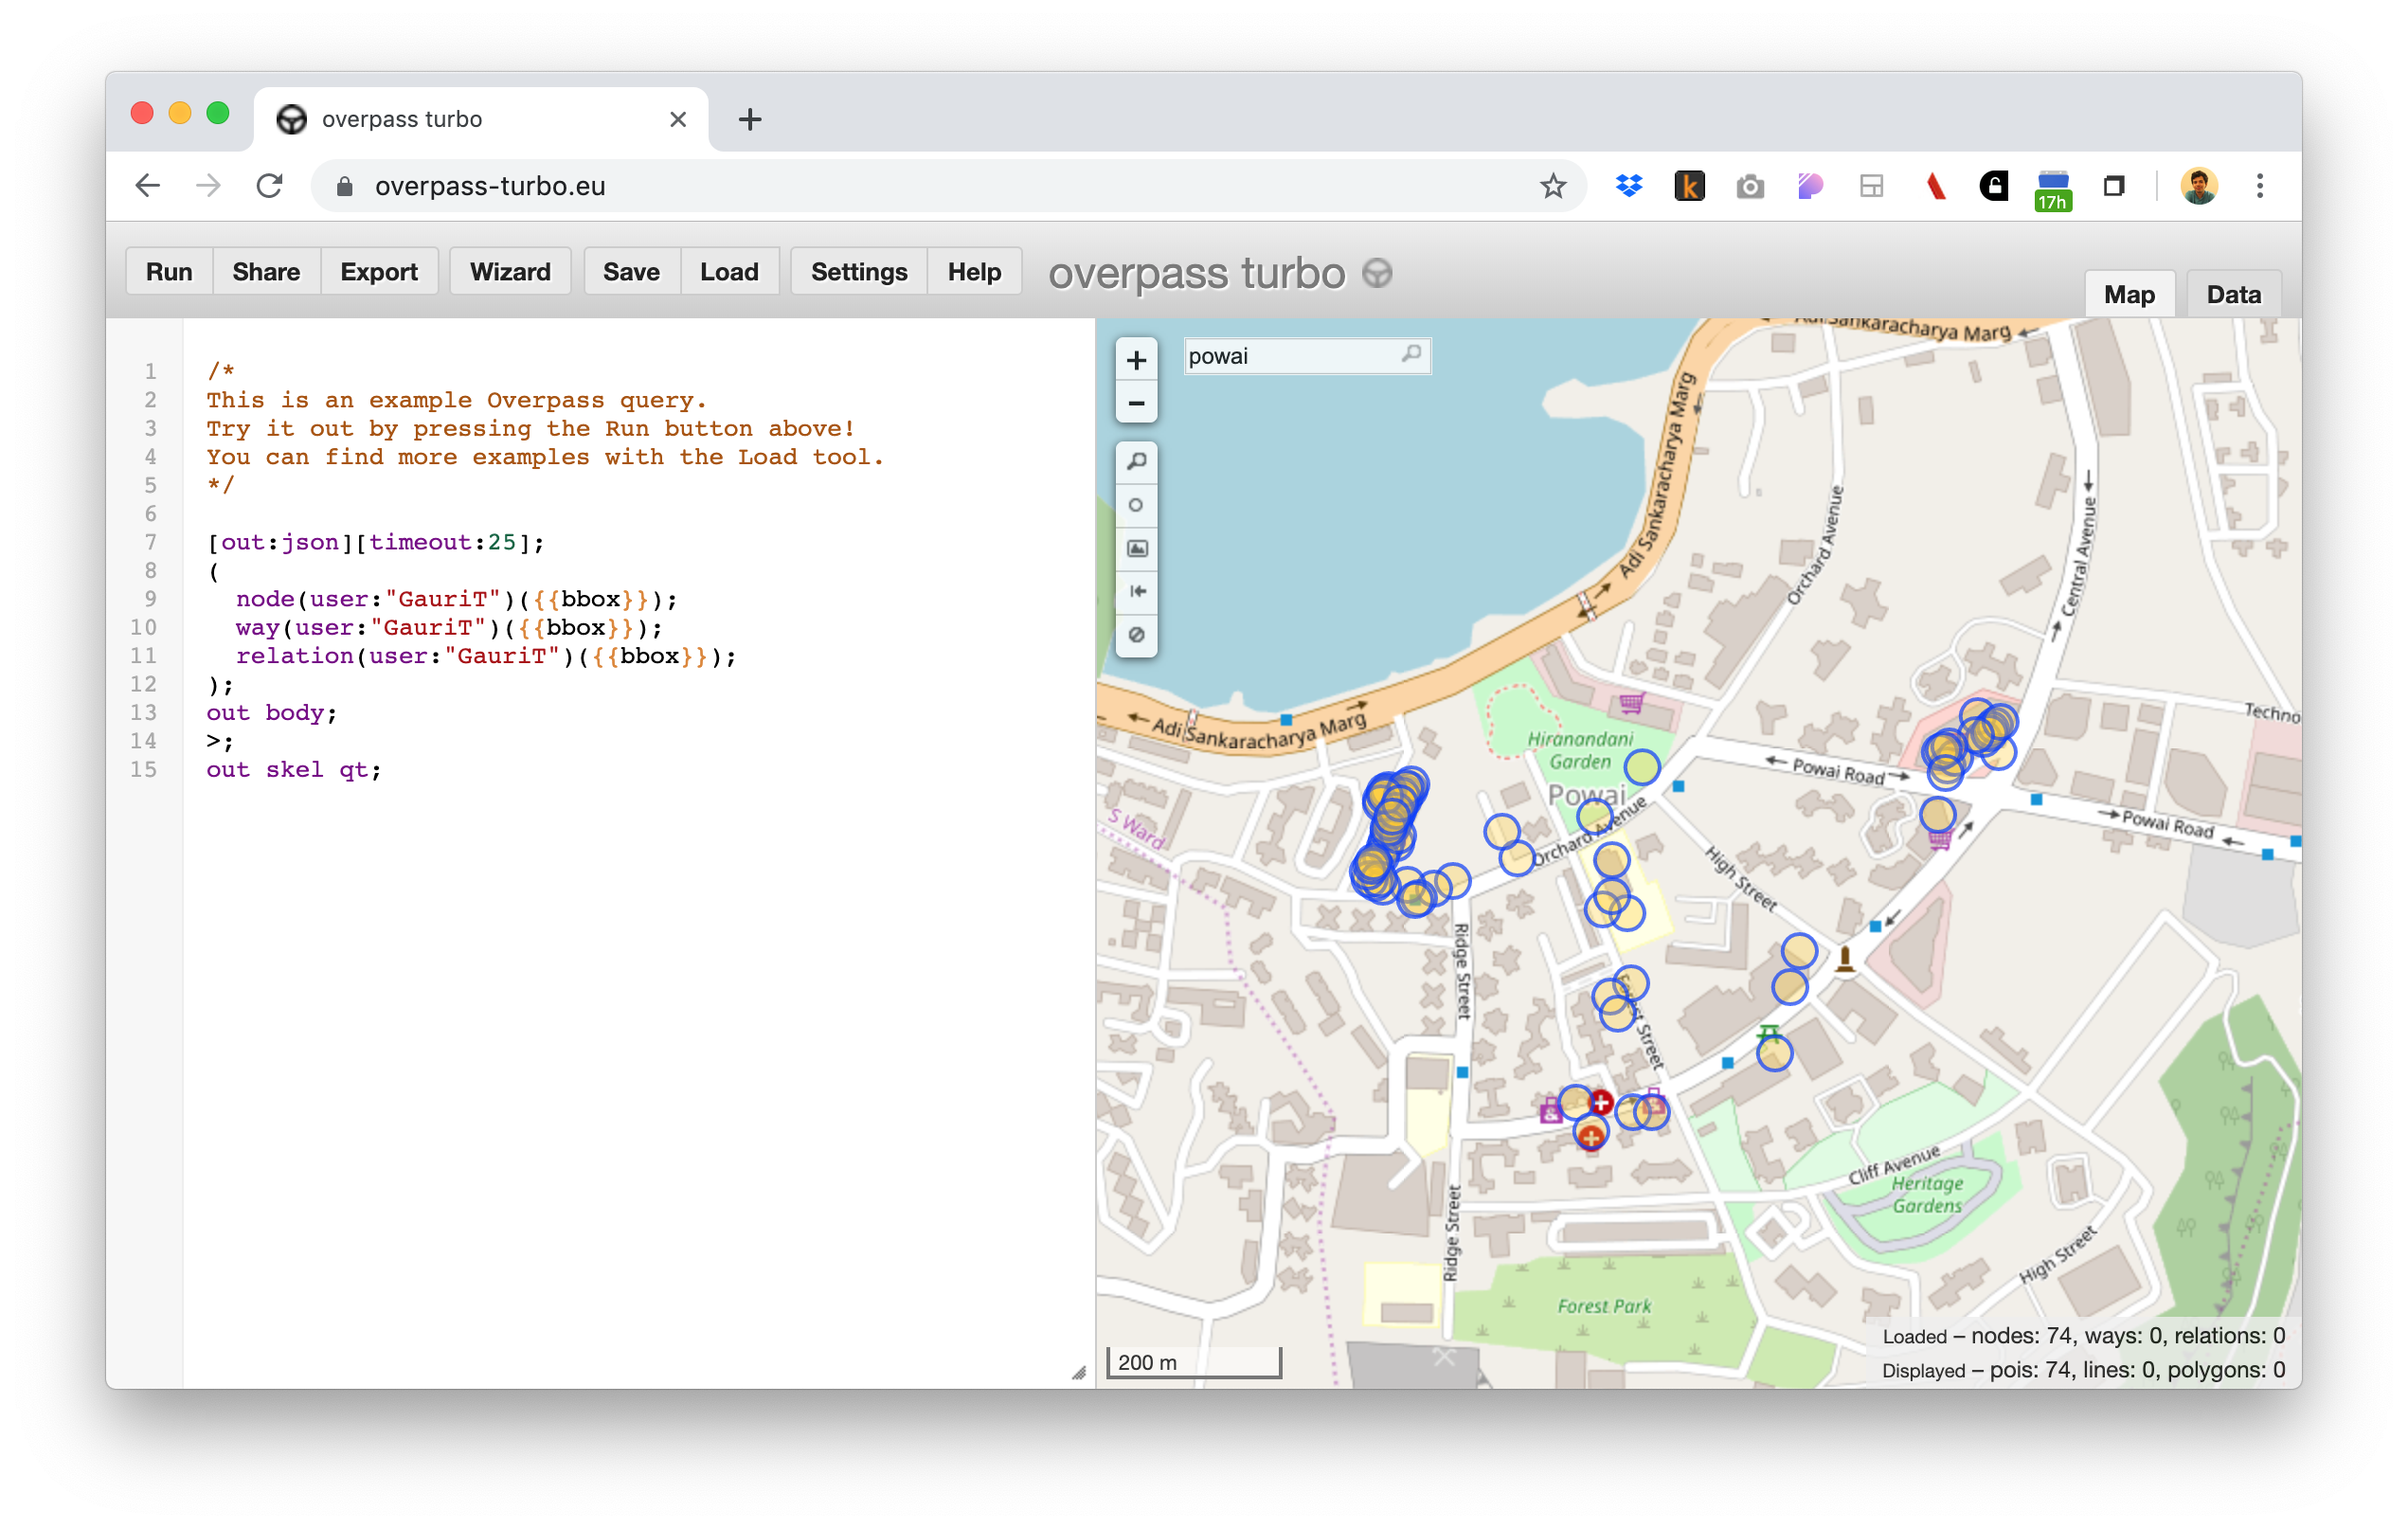 overpass turbo
overpass-turbo.eu
17h
Run Share Export Wizard Save Load Settings Help overpass turbo
Map Data
1 /*
2 This is an example Overpass query.
3 Try it out by pressing the Run button above!
4 You can find more examples with the Load tool.
5 */
6
7 [out:json][timeout:25];
8 (
9 node(user:"GauriT")({{bbox}});
10 way(user:"GauriT")({{bbox}});
11 relation(user:"GauriT")({{bbox}});
12 );
13 out body;
14 >;
15 out skel qt;
+
powai
−
Adi Sankaracharya Marg
Adi Sankaracharya Marg
Adi Sankaracharya Marg
Adi Sankaracharya Marg
Orchard Avenue
Central Avenue
Techno
Hiranandani
Garden
Powai
Powai Road
Powai Road
S Ward
Orchard Avenue
High Street
Ridge Street
Forest Street
Cliff Avenue
Heritage
Gardens
Ridge Street
High Street
Forest Park
200 m
Loaded – nodes: 74, ways: 0, relations: 0
Displayed – pois: 74, lines: 0, polygons: 0